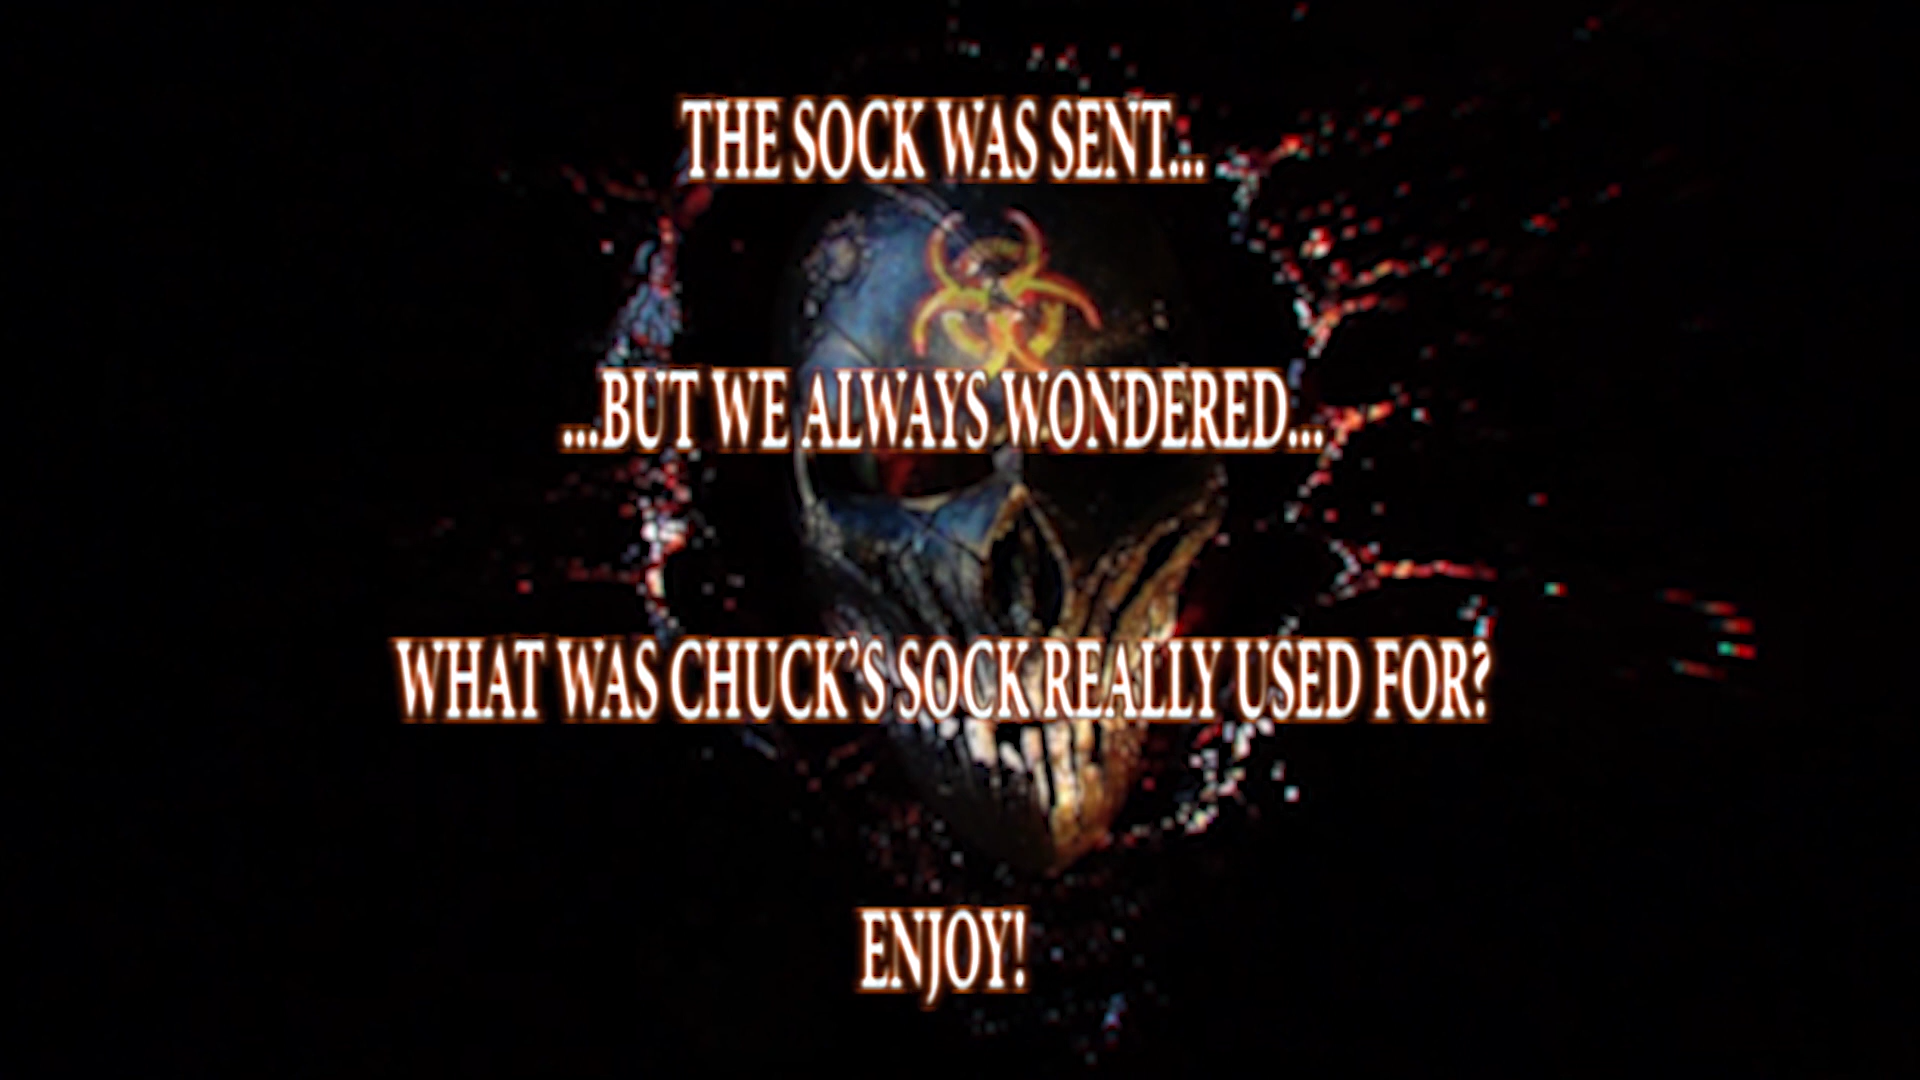 THE SOCK WAS SENT...
...BUT WE ALWAYS WONDERED...
WHAT WAS CHUCK'S SOCK REALLY USED FOR?
ENJOY!